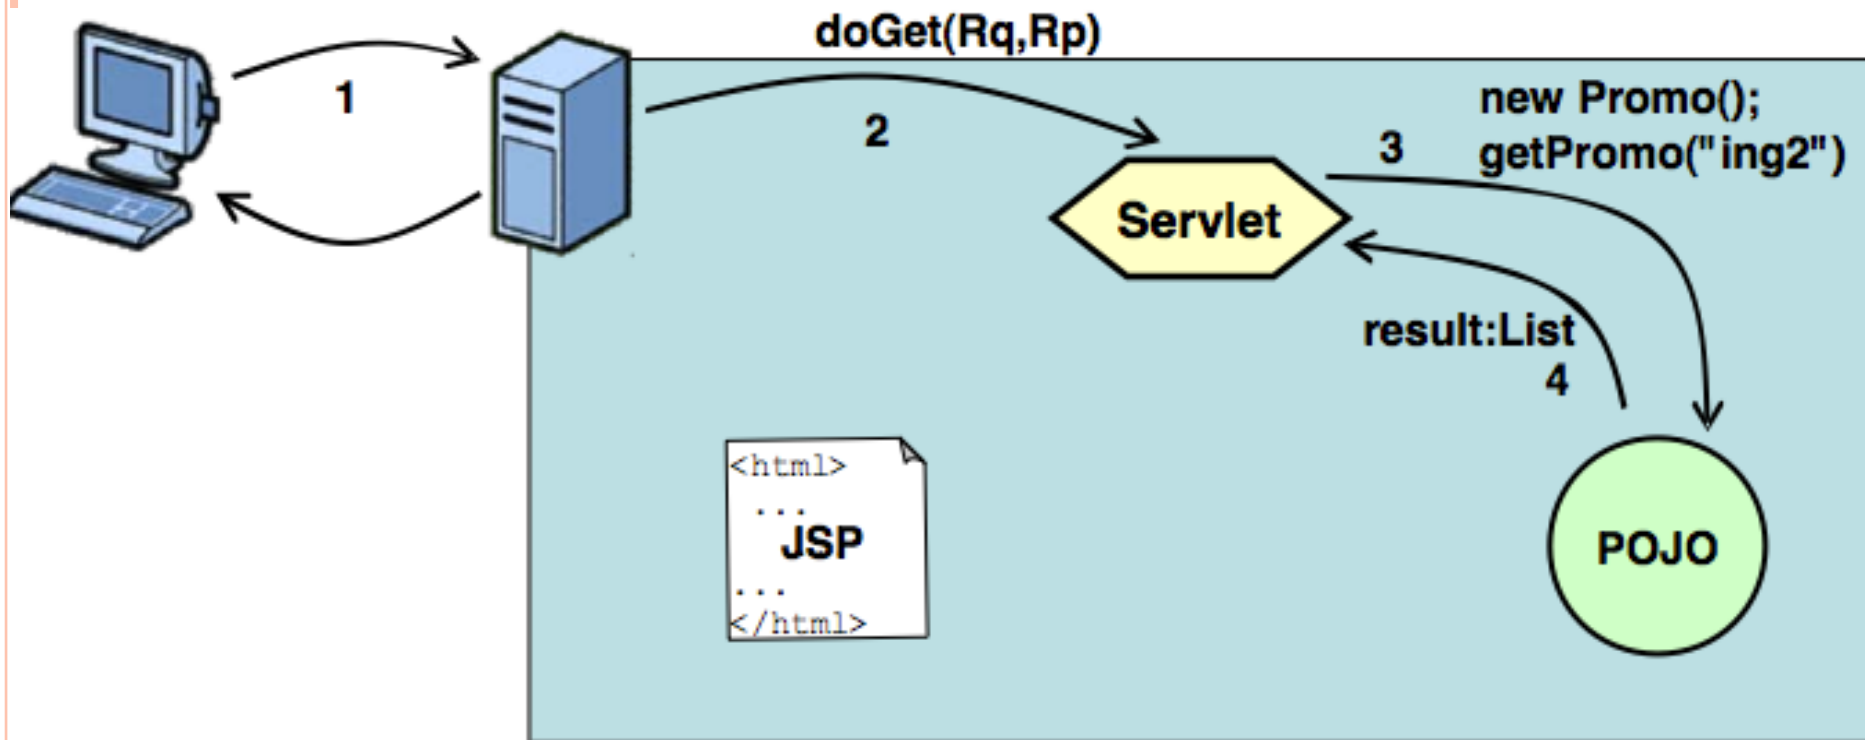 doGet(Rq,Rp)
1
2
3
new Promo();
getPromo("ing2")
Servlet
result:List
4
<html>
...
JSP
...
</html>
POJO